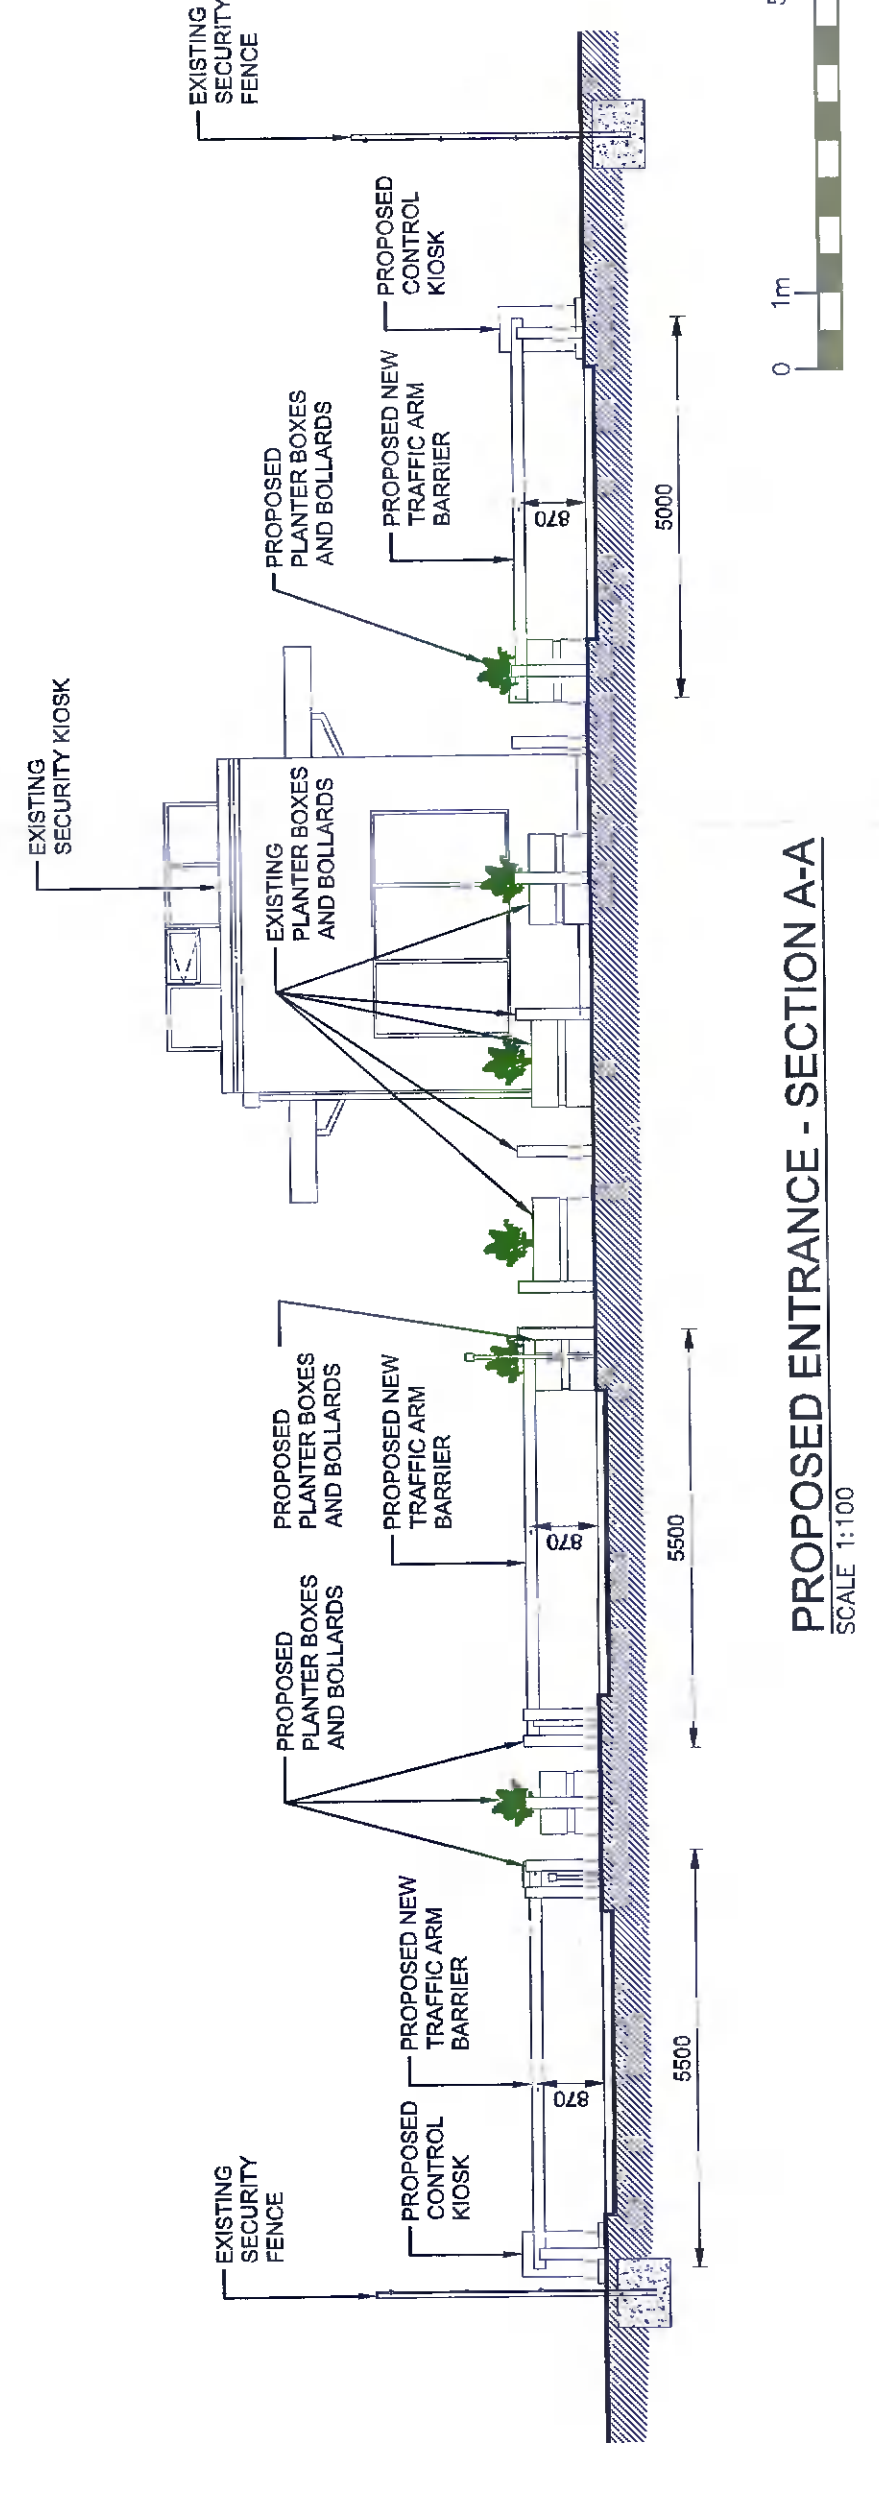 EXISTING
SECURITY
FENCE
PROPOSED
CONTROL
KIOSK
PROPOSED NEW
TRAFFIC ARM
BARRIER
870
5500
PROPOSED
PLANTER BOXES
AND BOLLARDS
PROPOSED NEW
TRAFFIC ARM
BARRIER
870
5500
PROPOSED
PLANTER BOXES
AND BOLLARDS
EXISTING
SECURITY KIOSK
EXISTING
PLANTER BOXES
AND BOLLARDS
PROPOSED
PLANTER BOXES
AND BOLLARDS
PROPOSED NEW
TRAFFIC ARM
BARRIER
870
5000
PROPOSED
CONTROL
KIOSK
EXISTING
SECURITY
FENCE
PROPOSED ENTRANCE - SECTION A-A
SCALE 1:100
0 1m